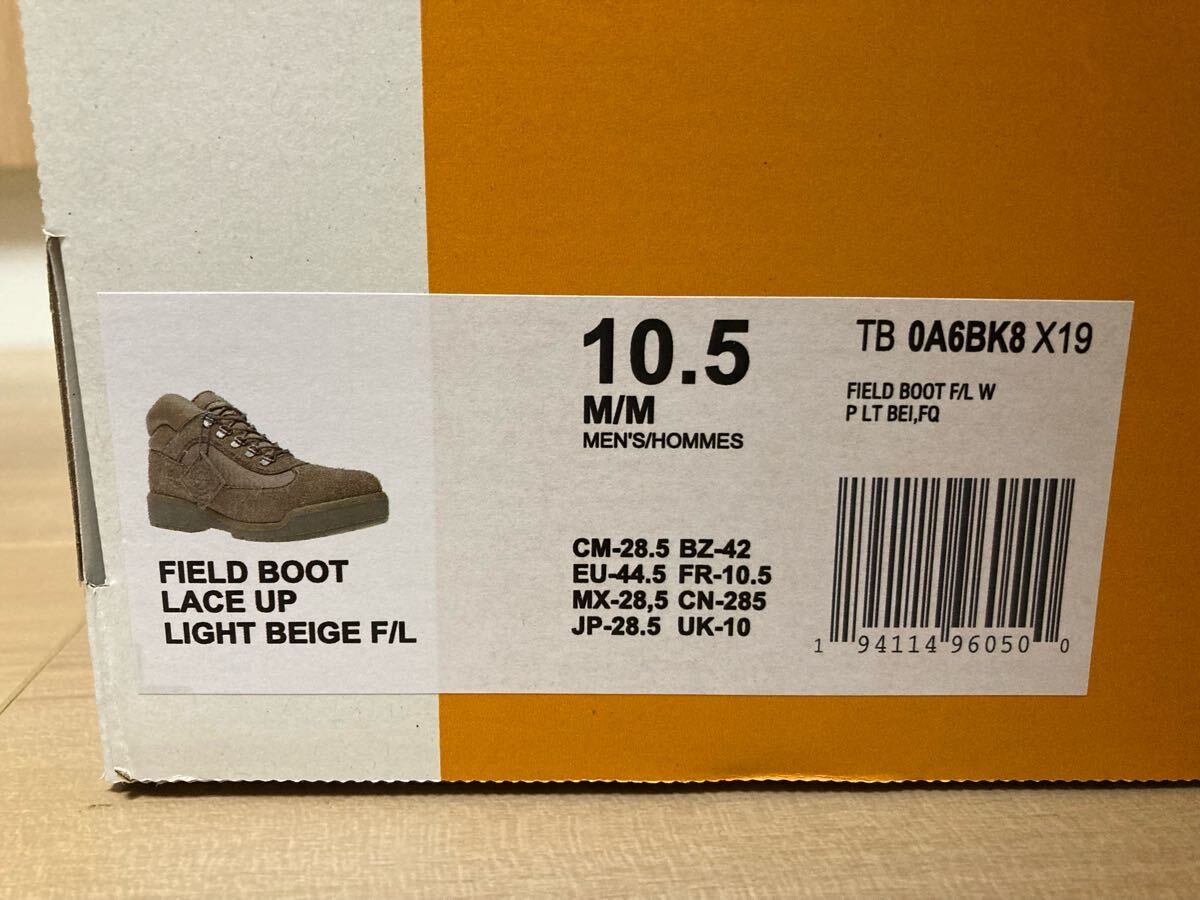 FIELD BOOT
LACE UP
LIGHT BEIGE F/L
10.5
M/M
MEN'S/HOMMES
CM-28.5 BZ-42
EU-44.5 FR-10.5
MX-28,5 CN-285
JP-28.5 UK-10
TB 0A6BK8 X19
FIELD BOOT F/L W
P LT BEI,FQ
1 94114 96050 0